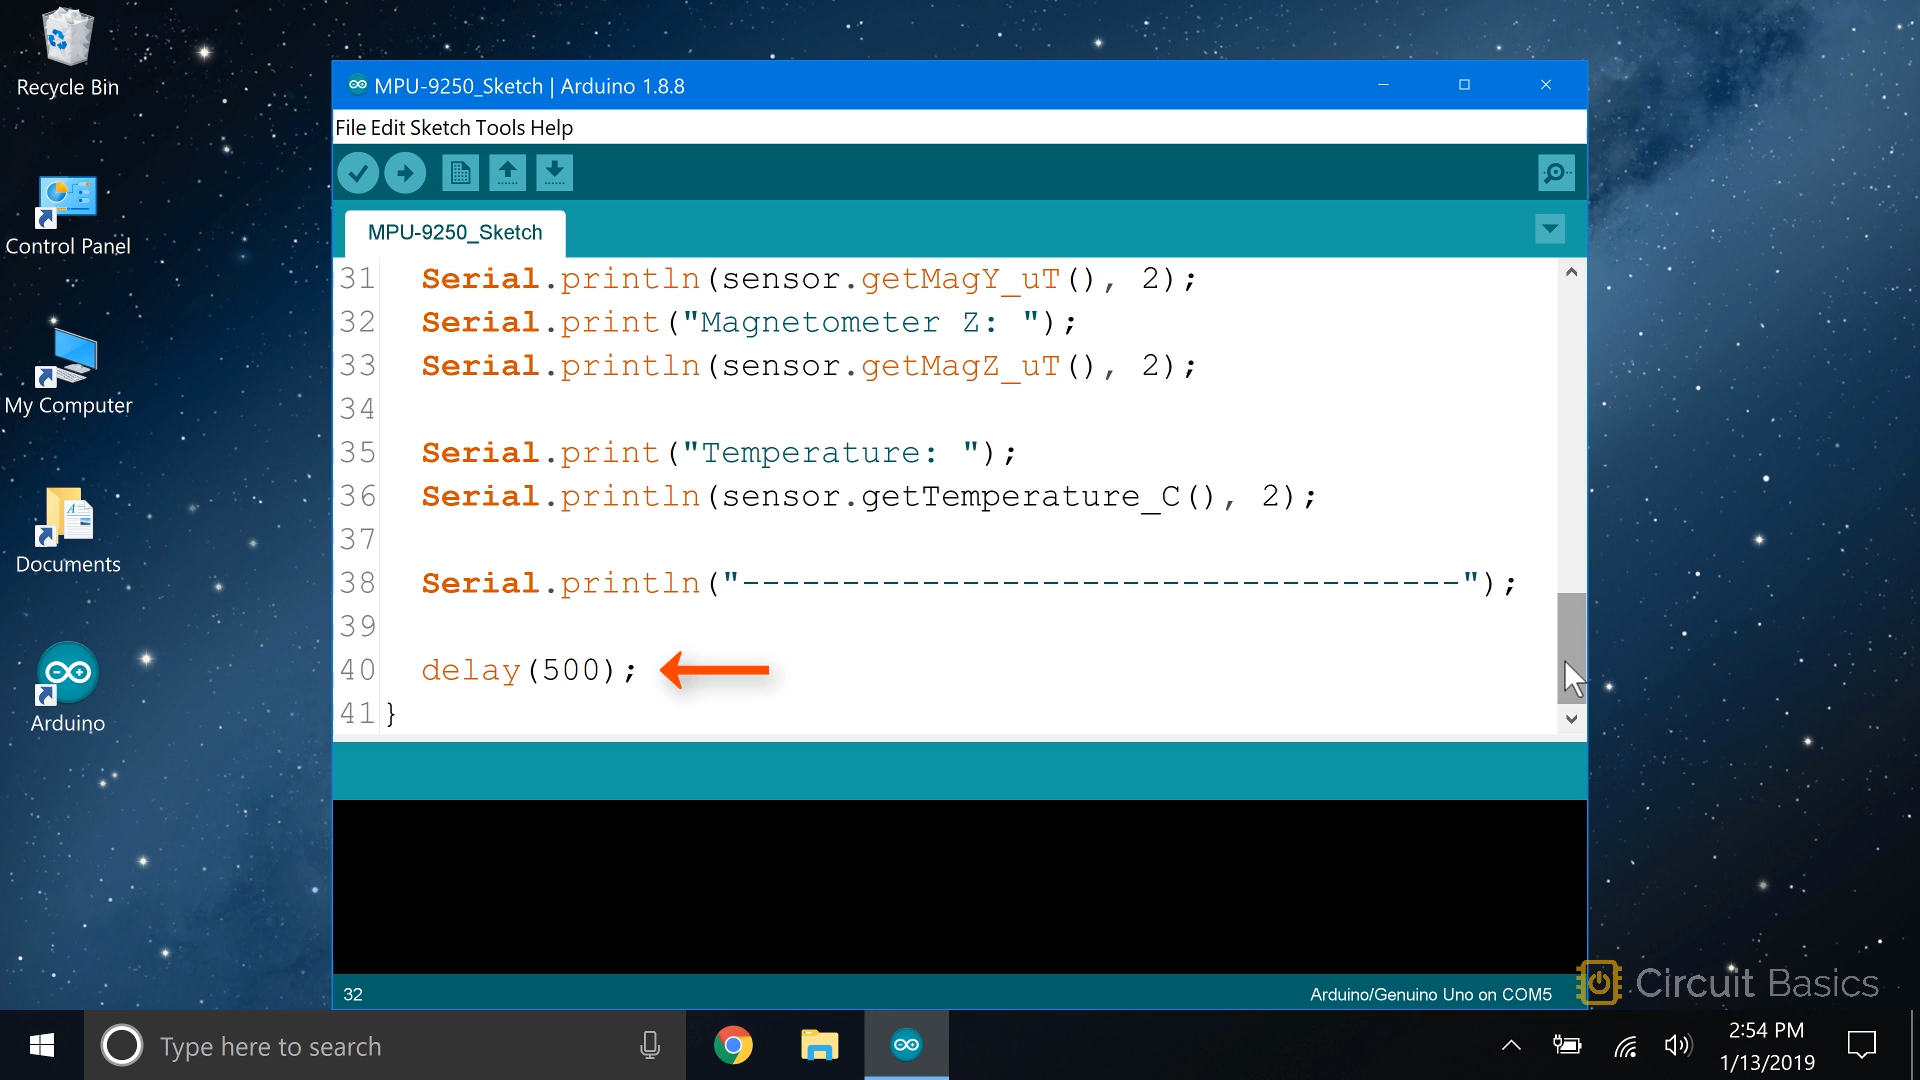 Recycle Bin
Control Panel
My Computer
Documents
Arduino
MPU-9250_Sketch | Arduino 1.8.8
File Edit Sketch Tools Help
MPU-9250_Sketch
31 Serial.println(sensor.getMagY_uT(), 2);
32 Serial.print("Magnetometer Z: ");
33 Serial.println(sensor.getMagZ_uT(), 2);
34
35 Serial.print("Temperature: ");
36 Serial.println(sensor.getTemperature_C(), 2);
37
38 Serial.println("------------------------------------");
39
40 delay(500);
41 }
32
Arduino/Genuino Uno on COM5
Circuit Basics
Type here to search
2:54 PM
1/13/2019